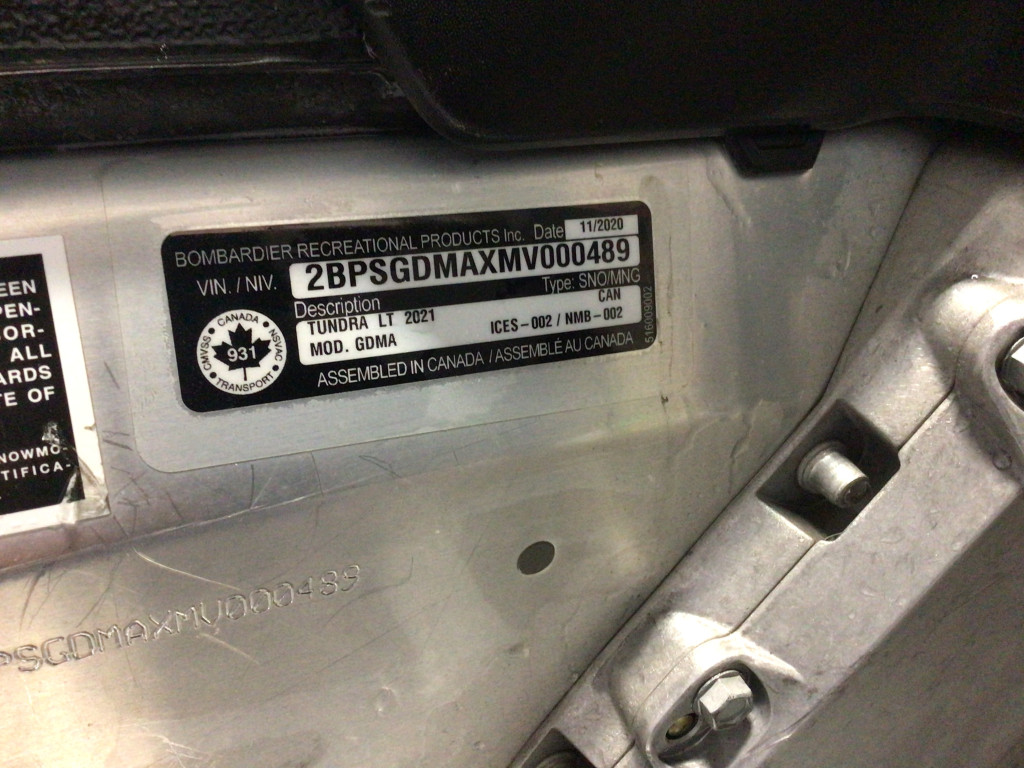 BOMBARDIER RECREATIONAL PRODUCTS Inc. Date 11/2020
VIN. / NIV. 2BPSGDMAXMV000489
Description Type: SNO/MNG
TUNDRA LT 2021 CAN
MOD. GDMA ICES-002 / NMB-002
ASSEMBLED IN CANADA / ASSEMBLÉ AU CANADA
516009002
CANADA
CMVSS 931 NSVAC
TRANSPORT
EEN
PEN-
OR-
ALL
ARDS
TE OF
NOWMO-
TIFICA-
PSGDMAXMV000489